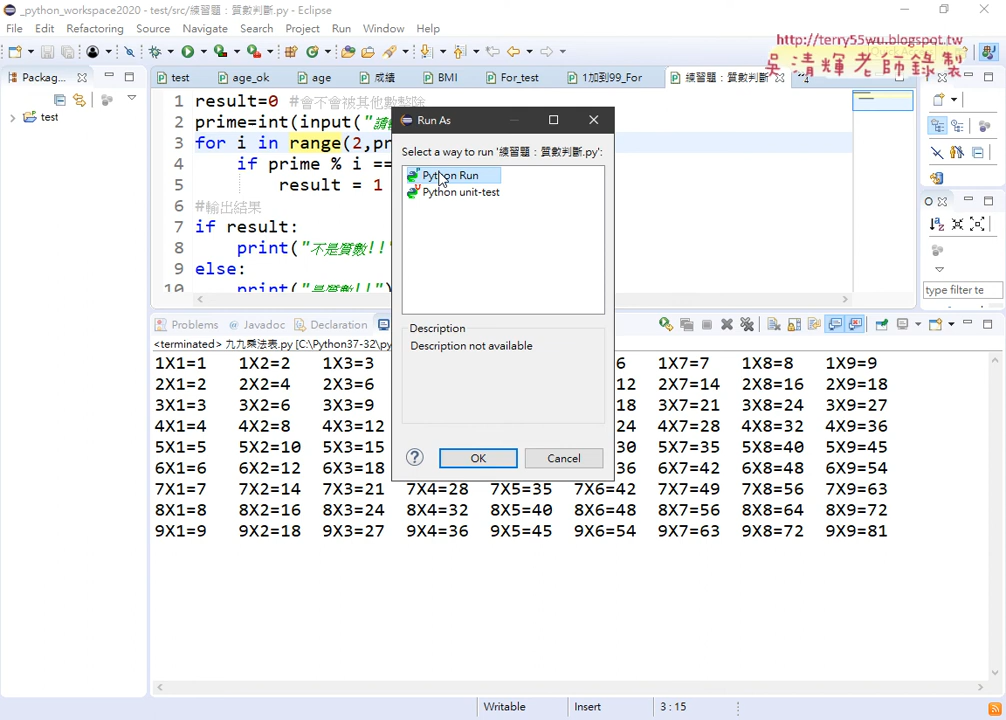 _python_workspace2020 - test/src/練習題：質數判斷.py - Eclipse
File Edit Refactoring Source Navigate Search Project Run Window Help
http://terry55wu.blogspot.tw
吳清輝老師錄製
Packag... test age_ok age 成績 BMI For_test 1加到99_For 練習題：質數判斷
test
1 result=0 #會不會被其他數整除
2 prime=int(input("請
3 for i in range(2,pr
4 if prime % i ==
5 result = 1
6 #輸出結果
7 if result:
8 print("不是質數!!"
9 else:
10 print("是質數!!")
type filter te
Run As
Select a way to run '練習題：質數判斷.py':
Python Run
Python unit-test
Description
Description not available
OK Cancel
Problems Javadoc Declaration
<terminated> 九九乘法表.py [C:\Python37-32\py
1X1=1 1X2=2 1X3=3 6 1X7=7 1X8=8 1X9=9
2X1=2 2X2=4 2X3=6 12 2X7=14 2X8=16 2X9=18
3X1=3 3X2=6 3X3=9 18 3X7=21 3X8=24 3X9=27
4X1=4 4X2=8 4X3=12 24 4X7=28 4X8=32 4X9=36
5X1=5 5X2=10 5X3=15 30 5X7=35 5X8=40 5X9=45
6X1=6 6X2=12 6X3=18 36 6X7=42 6X8=48 6X9=54
7X1=7 7X2=14 7X3=21 7X4=28 7X5=35 7X6=42 7X7=49 7X8=56 7X9=63
8X1=8 8X2=16 8X3=24 8X4=32 8X5=40 8X6=48 8X7=56 8X8=64 8X9=72
9X1=9 9X2=18 9X3=27 9X4=36 9X5=45 9X6=54 9X7=63 9X8=72 9X9=81
Writable Insert 3 : 15